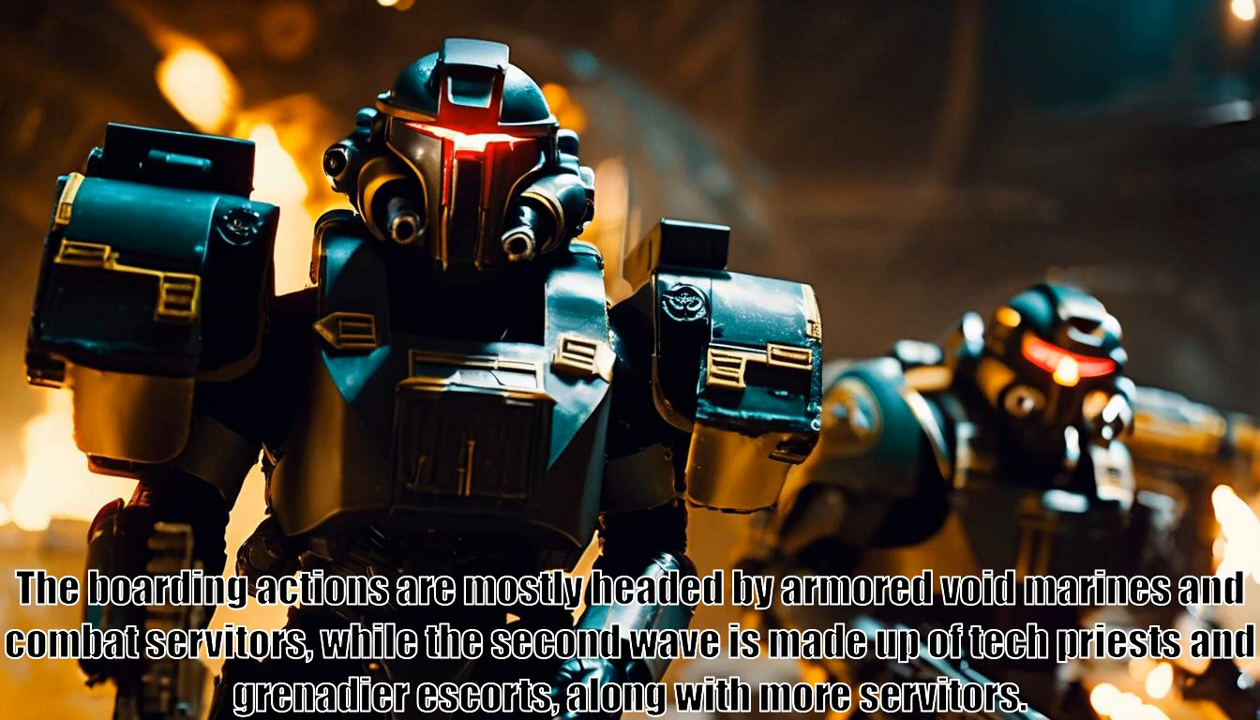 The boarding actions are mostly headed by armored void marines and
combat servitors, while the second wave is made up of tech priests and
grenadier escorts, along with more servitors.